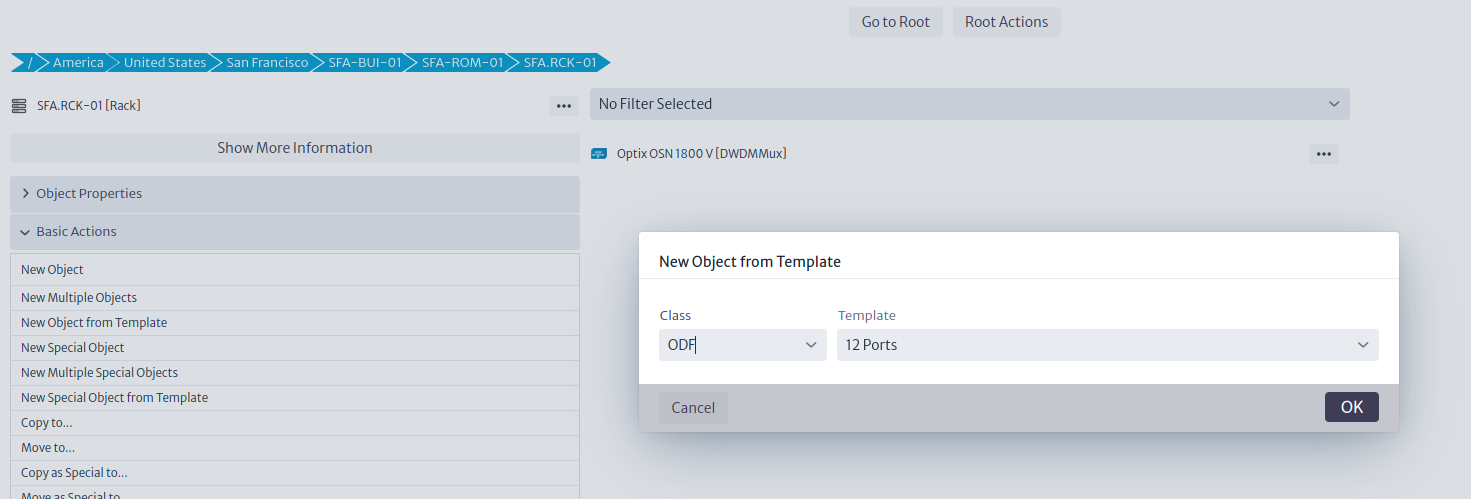 Go to Root
Root Actions
/
America
United States
San Francisco
SFA-BUI-01
SFA-ROM-01
SFA.RCK-01
SFA.RCK-01 [Rack]
Show More Information
Object Properties
Basic Actions
New Object
New Multiple Objects
New Object from Template
New Special Object
New Multiple Special Objects
New Special Object from Template
Copy to...
Move to...
Copy as Special to...
Move as Special to
No Filter Selected
Optix OSN 1800 V [DWDMMux]
New Object from Template
Class
Template
ODF
12 Ports
Cancel
OK